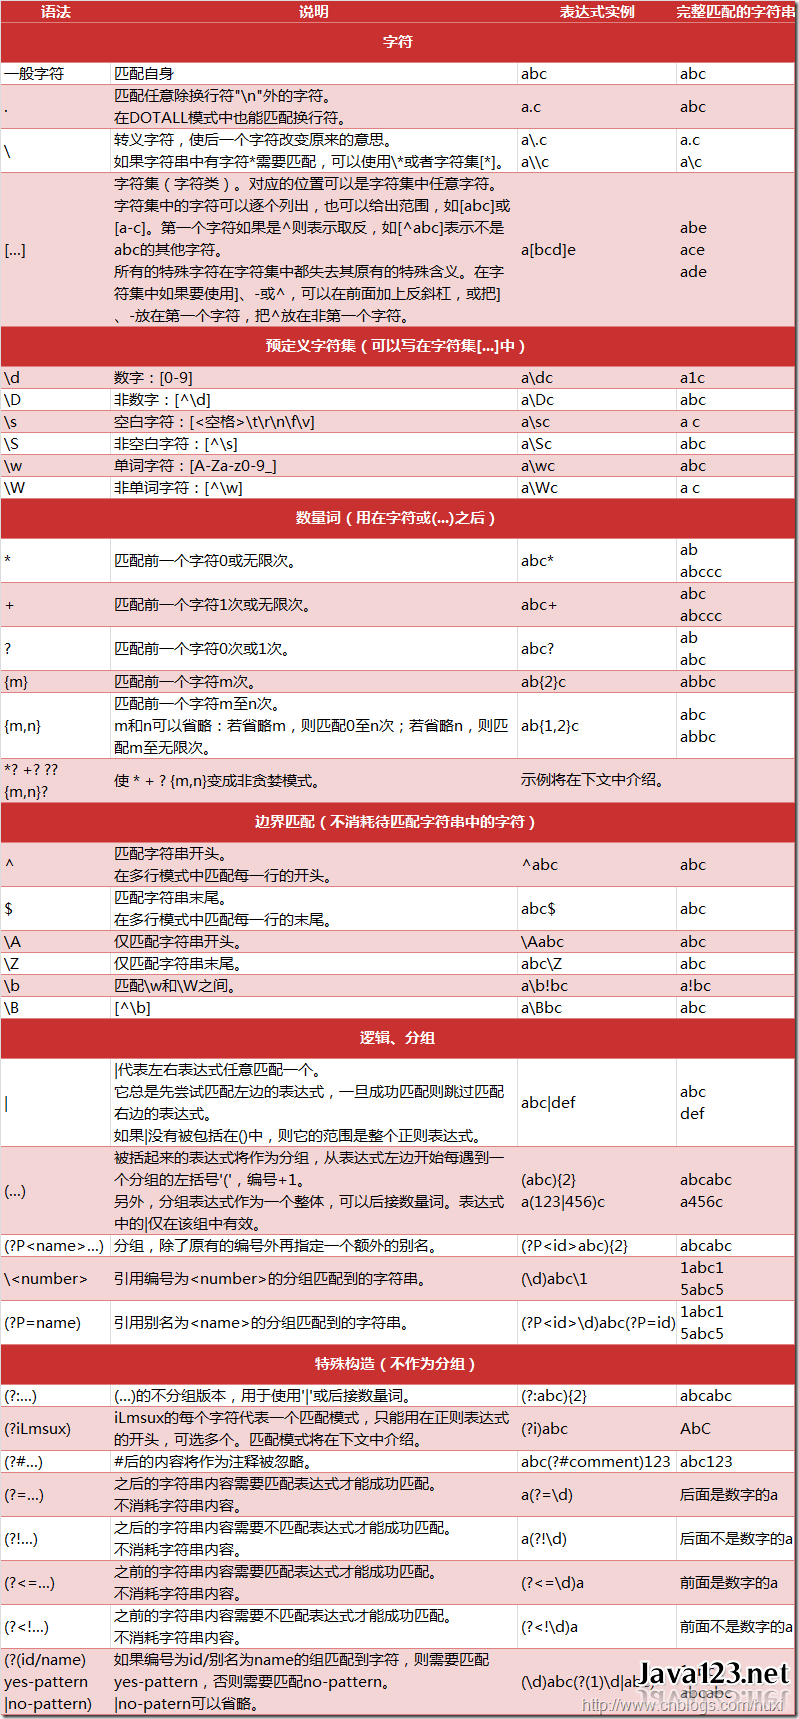 语法 说明 表达式实例 完整匹配的字符串
字符
一般字符 匹配自身 abc abc
. 匹配任意除换行符"\n"外的字符。
在DOTALL模式中也能匹配换行符。 a.c abc
\ 转义字符，使后一个字符改变原来的意思。 a\.c a.c
如果字符串中有字符*需要匹配，可以使用\*或者字符集[*]。 a\\c a\c
[...] 字符集（字符类）。对应的位置可以是字符集中任意字符。
字符集中的字符可以逐个列出，也可以给出范围，如[abc]或
[a-c]。第一个字符如果是^则表示取反，如[^abc]表示不是 abe
abc的其他字符。 a[bcd]e ace
所有的特殊字符在字符集中都失去其原有的特殊含义。在字 ade
符集中如果要使用]、-或^，可以在前面加上反斜杠，或把]
、-放在第一个字符，把^放在非第一个字符。
预定义字符集（可以写在字符集[...]中）
\d 数字：[0-9] a\dc a1c
\D 非数字：[^\d] a\Dc abc
\s 空白字符：[<空格>\t\r\n\f\v] a\sc a c
\S 非空白字符：[^\s] a\Sc abc
\w 单词字符：[A-Za-z0-9_] a\wc abc
\W 非单词字符：[^\w] a\Wc a c
数量词（用在字符或(...)之后）
* 匹配前一个字符0或无限次。 abc* ab
abccc
+ 匹配前一个字符1次或无限次。 abc+ abc
abccc
? 匹配前一个字符0次或1次。 abc? ab
abc
{m} 匹配前一个字符m次。 ab{2}c abbc
{m,n} 匹配前一个字符m至n次。
m和n可以省略：若省略m，则匹配0至n次；若省略n，则匹 ab{1,2}c abc
配m至无限次。 abbc
*? +? ??
{m,n}? 使 * + ? {m,n}变成非贪婪模式。 示例将在下文中介绍。
边界匹配（不消耗待匹配字符串中的字符）
^ 匹配字符串开头。
在多行模式中匹配每一行的开头。 ^abc abc
$ 匹配字符串末尾。
在多行模式中匹配每一行的末尾。 abc$ abc
\A 仅匹配字符串开头。 \Aabc abc
\Z 仅匹配字符串末尾。 abc\Z abc
\b 匹配\w和\W之间。 a\b!bc a!bc
\B [^\b] a\Bbc abc
逻辑、分组
| |代表左右表达式任意匹配一个。
它总是先尝试匹配左边的表达式，一旦成功匹配则跳过匹配 abc|def abc
右边的表达式。 def
如果|没有被包括在()中，则它的范围是整个正则表达式。
(...) 被括起来的表达式将作为分组，从表达式左边开始每遇到一
个分组的左括号'('，编号+1。 (abc){2} abcabc
另外，分组表达式作为一个整体，可以后接数量词。表达式 a(123|456)c a456c
中的|仅在该组中有效。
(?P<name>...) 分组，除了原有的编号外再指定一个额外的别名。 (?P<id>abc){2} abcabc
\<number> 引用编号为<number>的分组匹配到的字符串。 (\d)abc\1 1abc1
5abc5
(?P=name) 引用别名为<name>的分组匹配到的字符串。 (?P<id>\d)abc(?P=id) 1abc1
5abc5
特殊构造（不作为分组）
(?:...) (...)的不分组版本，用于使用'|'或后接数量词。 (?:abc){2} abcabc
(?iLmsux) iLmsux的每个字符代表一个匹配模式，只能用在正则表达式
的开头，可选多个。匹配模式将在下文中介绍。 (?i)abc AbC
(?#...) #后的内容将作为注释被忽略。 abc(?#comment)123 abc123
(?=...) 之后的字符串内容需要匹配表达式才能成功匹配。
不消耗字符串内容。 a(?=\d) 后面是数字的a
(?!...) 之后的字符串内容需要不匹配表达式才能成功匹配。
不消耗字符串内容。 a(?!\d) 后面不是数字的a
(?<=...) 之前的字符串内容需要匹配表达式才能成功匹配。
不消耗字符串内容。 (?<=\d)a 前面是数字的a
(?<!...) 之前的字符串内容需要不匹配表达式才能成功匹配。
不消耗字符串内容。 (?<!\d)a 前面不是数字的a
(?(id/name) 如果编号为id/别名为name的组匹配到字符，则需要匹配
yes-pattern yes-pattern，否则需要匹配no-pattern。 (\d)abc(?(1)\d|abc)
|no-pattern) |no-patern可以省略。 abcabc
Java123.net
http://www.cnblogs.com/huxi